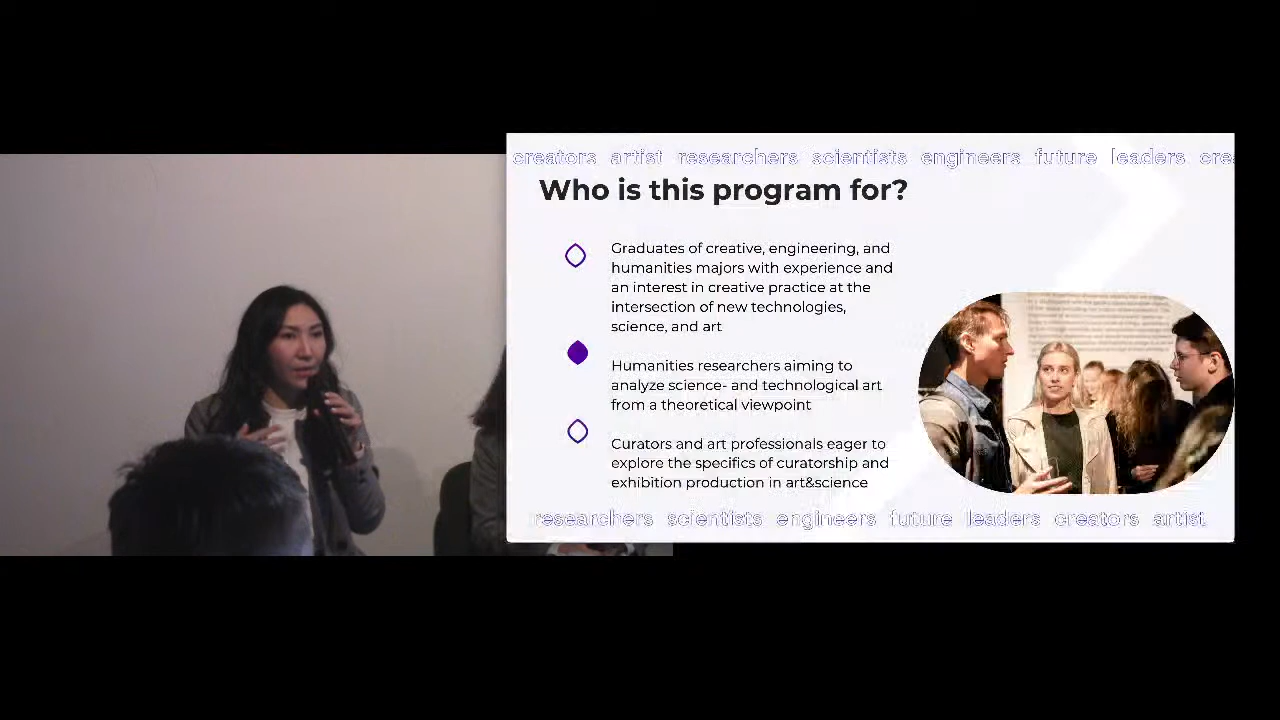 creators artist researchers scientists engineers future leaders
Who is this program for?
Graduates of creative, engineering, and
humanities majors with experience and
an interest in creative practice at the
intersection of new technologies,
science, and art
Humanities researchers aiming to
analyze science- and technological art
from a theoretical viewpoint
Curators and art professionals eager to
explore the specifics of curatorship and
exhibition production in art&science
researchers scientists engineers future leaders creators artist